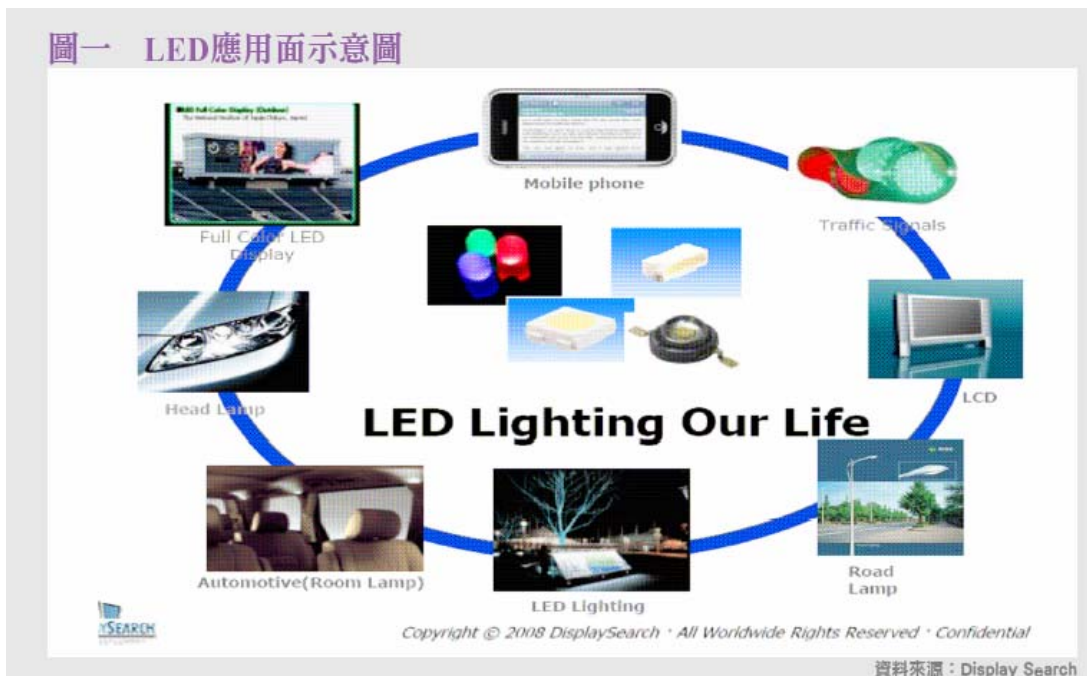 圖一 LED應用面示意圖
Mobile phone
Traffic Signals
Full Color LED
Display
LCD
Head Lamp
LED Lighting Our Life
Road
Lamp
Automotive(Room Lamp)
LED Lighting
YSEARCH
Copyright © 2008 DisplaySearch，All Worldwide Rights Reserved，Confidential
資料來源：Display Search